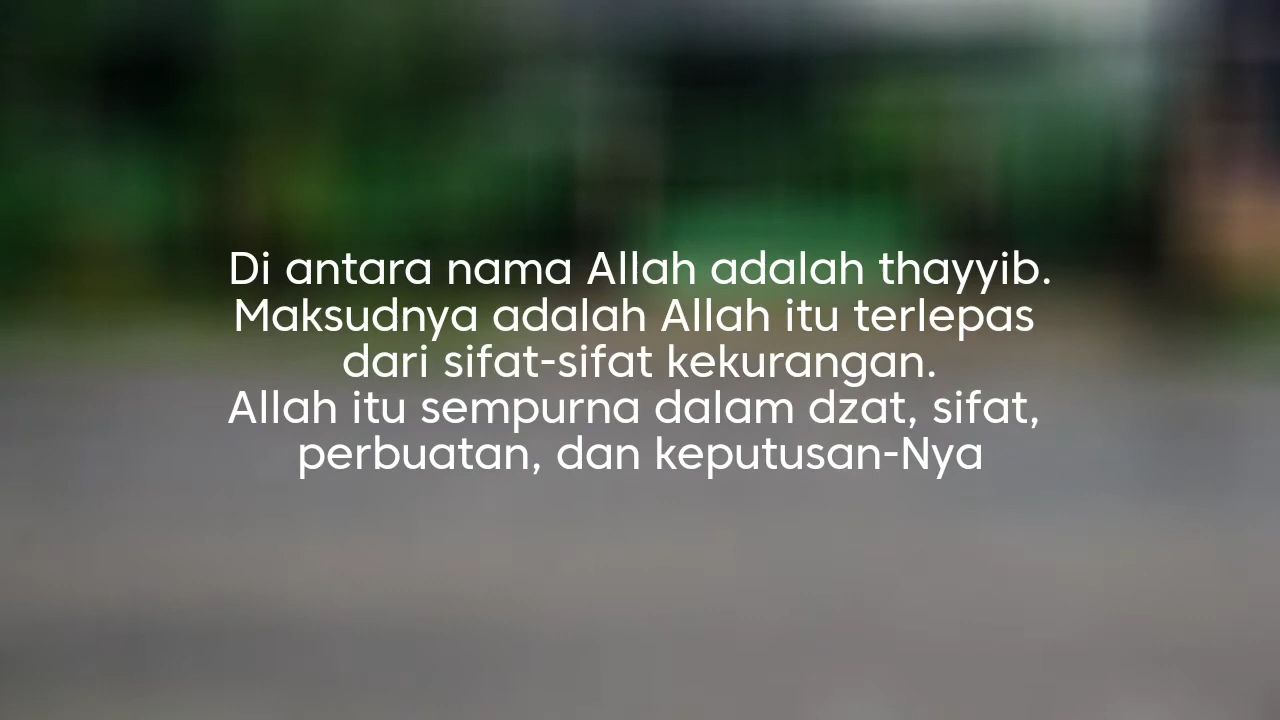 Di antara nama Allah adalah thayyib.
Maksudnya adalah Allah itu terlepas
dari sifat-sifat kekurangan.
Allah itu sempurna dalam dzat, sifat,
perbuatan, dan keputusan-Nya